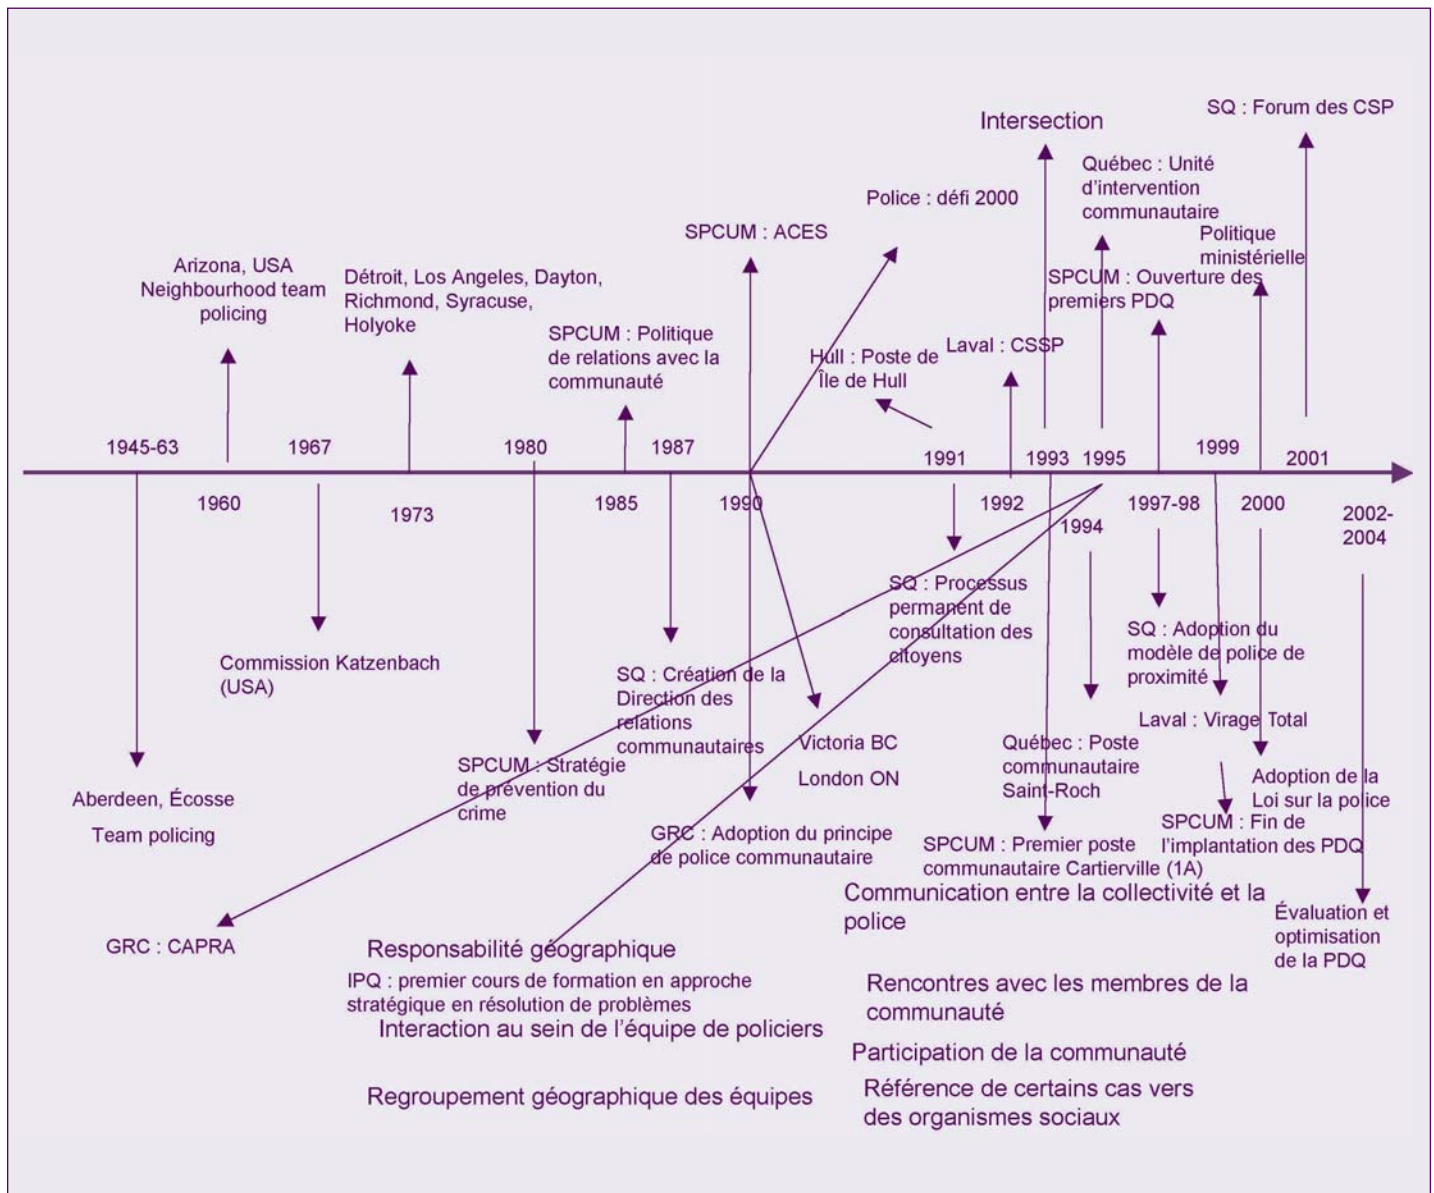 SQ : Forum des CSP
Intersection
Québec : Unité
d'intervention
communautaire
Police : défi 2000
SPCUM : ACES
Politique
ministérielle
Arizona, USA
Neighbourhood team
policing
Détroit, Los Angeles, Dayton,
Richmond, Syracuse,
Holyoke
SPCUM : Ouverture des
premiers PDQ
SPCUM : Politique
de relations avec la
communauté
Hull : Poste de
Île de Hull
Laval : CSSP
1945-63
1967
1980
1987
1991
1993
1995
1999
2001
1960
1973
1985
1990
1992
1994
1997-98
2000
2002-
2004
SQ : Processus
permanent de
consultation des
citoyens
SQ : Adoption du
modèle de police de
proximité
Commission Katzenbach
(USA)
SQ : Création de la
Direction des
relations
communautaires
Laval : Virage Total
Victoria BC
London ON
Québec : Poste
communautaire
Saint-Roch
SPCUM : Stratégie
de prévention du
crime
Adoption de la
Loi sur la police
Aberdeen, Écosse
Team policing
GRC : Adoption du principe
de police communautaire
SPCUM : Fin de
l'implantation des PDQ
SPCUM : Premier poste
communautaire Cartierville (1A)
Communication entre la collectivité et la
police
Évaluation et
optimisation
de la PDQ
GRC : CAPRA
Responsabilité géographique
IPQ : premier cours de formation en approche
stratégique en résolution de problèmes
Interaction au sein de l'équipe de policiers
Regroupement géographique des équipes
Rencontres avec les membres de la
communauté
Participation de la communauté
Référence de certains cas vers
des organismes sociaux